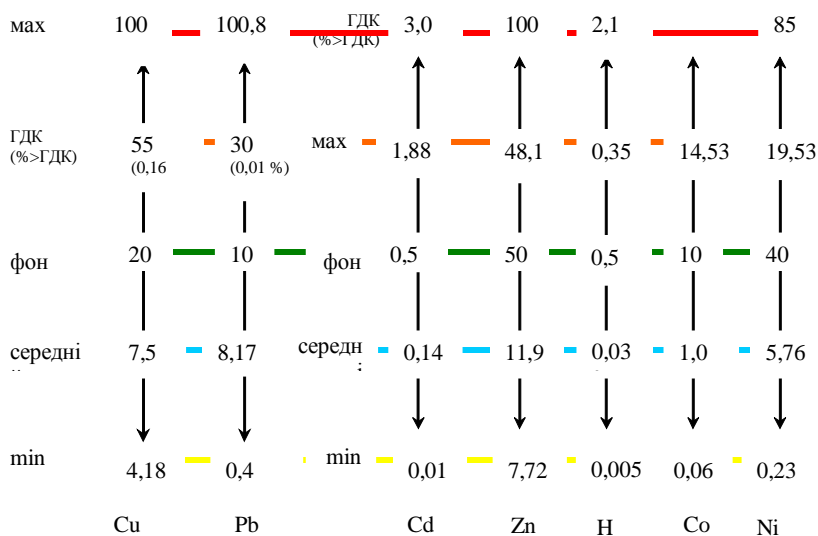 мах 100 100,8 ГДК 3,0 100 2,1 85
(%>ГДК)
ГДК 55 30 мах 1,88 48,1 0,35 14,53 19,53
(%>ГДК) (0,16 (0,01 %)
фон 20 10 фон 0,5 50 0,5 10 40
середні 7,5 8,17 середн 0,14 11,9 0,03 1,0 5,76
min 4,18 0,4 min 0,01 7,72 0,005 0,06 0,23
Cu Pb Cd Zn H Co Ni